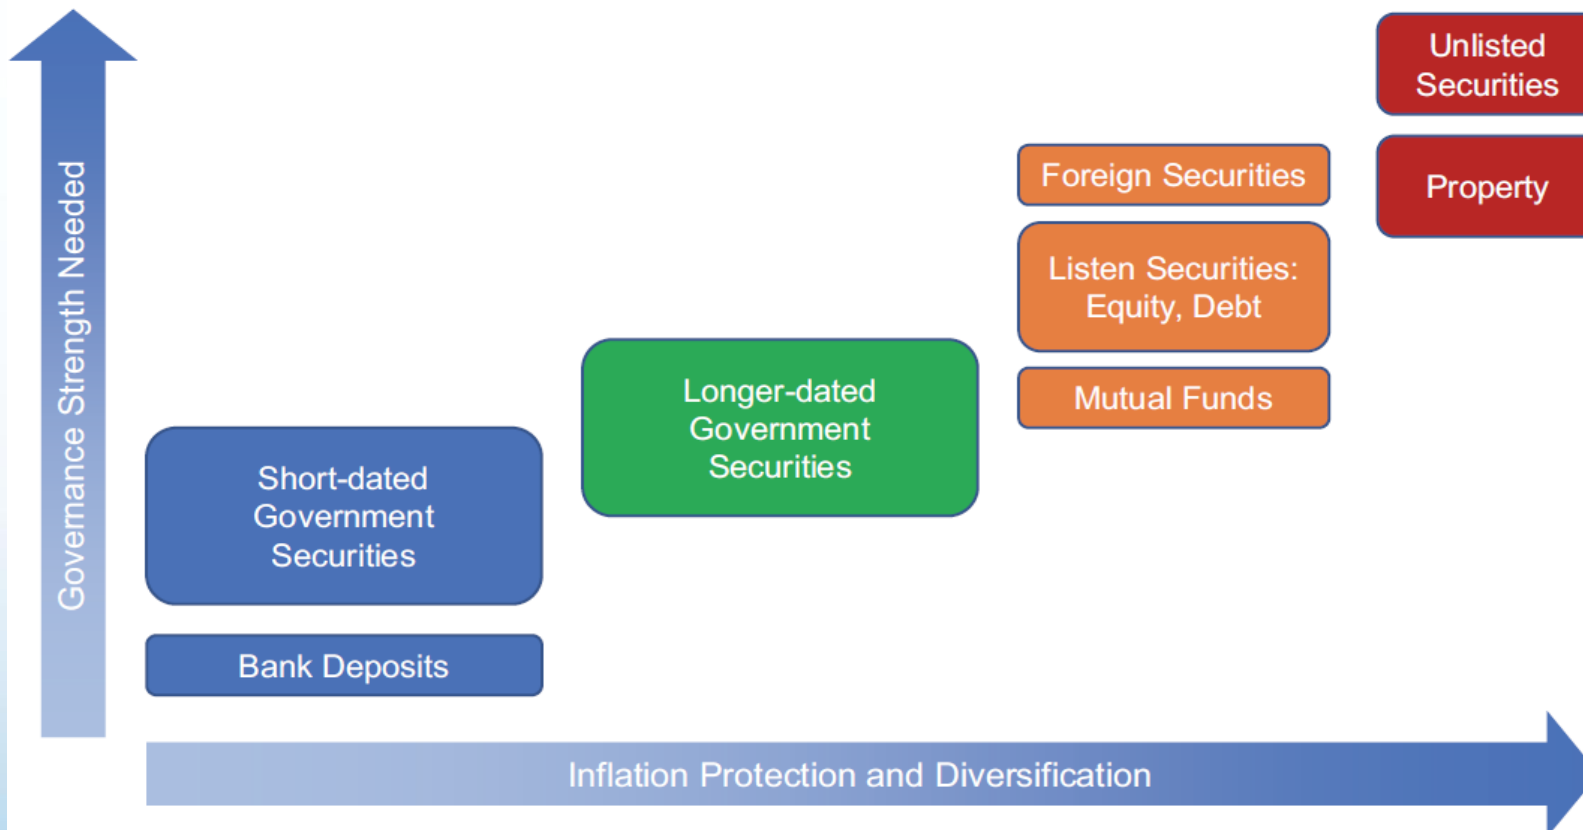 Governance Strength Needed
Short-dated
Government
Securities
Bank Deposits
Longer-dated
Government
Securities
Foreign Securities
Listen Securities:
Equity, Debt
Mutual Funds
Unlisted
Securities
Property
Inflation Protection and Diversification